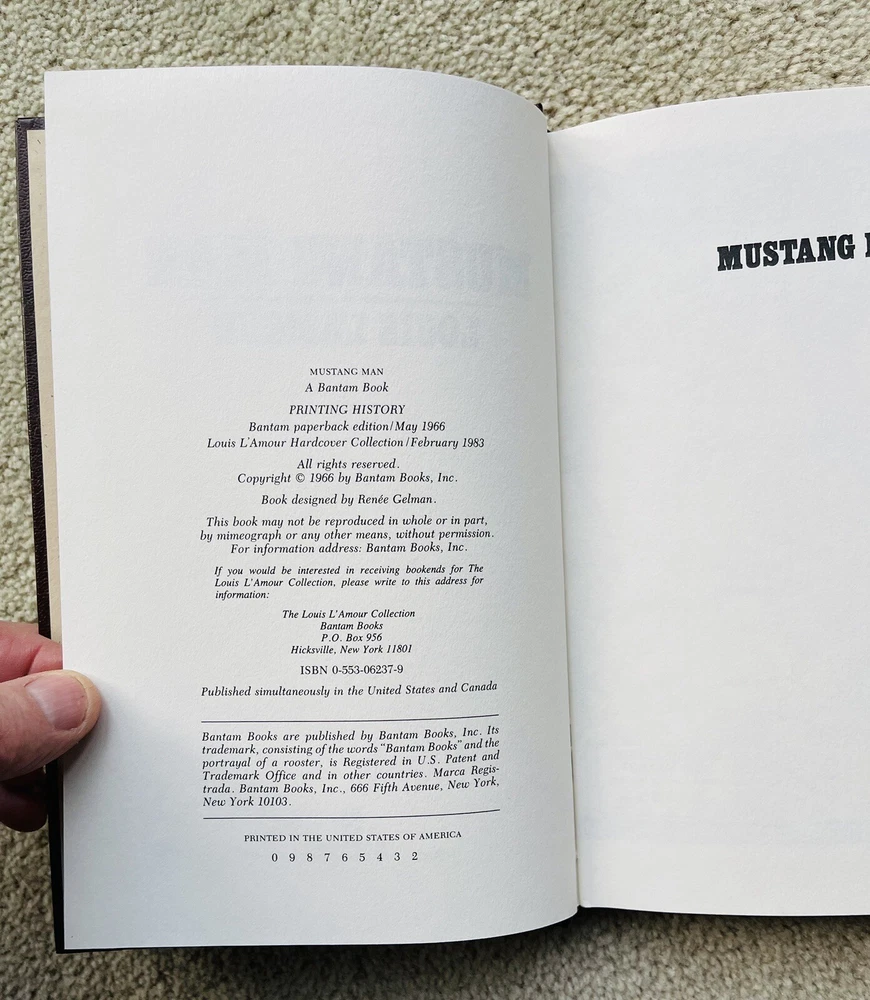 MUSTANG MAN
A Bantam Book
PRINTING HISTORY
Bantam paperback edition/May 1966
Louis L'Amour Hardcover Collection/February 1983
All rights reserved.
Copyright © 1966 by Bantam Books, Inc.
Book designed by Renée Gelman.
This book may not be reproduced in whole or in part,
by mimeograph or any other means, without permission.
For information address: Bantam Books, Inc.
If you would be interested in receiving bookends for The
Louis L'Amour Collection, please write to this address for
information:
The Louis L'Amour Collection
Bantam Books
P.O. Box 956
Hicksville, New York 11801
ISBN 0-553-06237-9
Published simultaneously in the United States and Canada
Bantam Books are published by Bantam Books, Inc. Its
trademark, consisting of the words "Bantam Books" and the
portrayal of a rooster, is Registered in U.S. Patent and
Trademark Office and in other countries. Marca Regis-
trada. Bantam Books, Inc., 666 Fifth Avenue, New York,
New York 10103.
PRINTED IN THE UNITED STATES OF AMERICA
0 9 8 7 6 5 4 3 2
MUSTANG